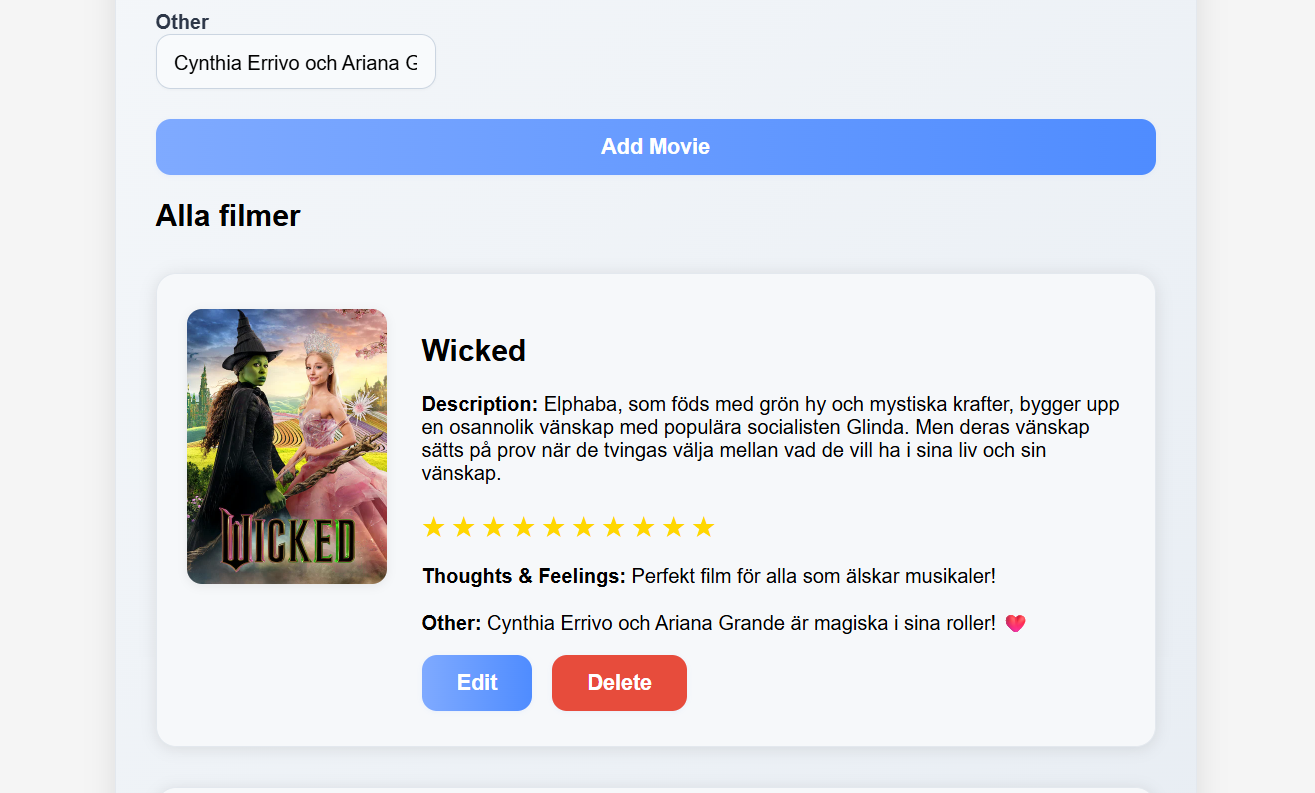 Other
Cynthia Errivo och Ariana G
Add Movie
Alla filmer
Wicked
Description: Elphaba, som föds med grön hy och mystiska krafter, bygger upp
en osannolik vänskap med populära socialisten Glinda. Men deras vänskap
sätts på prov när de tvingas välja mellan vad de vill ha i sina liv och sin
vänskap.
★ ★ ★ ★ ★ ★ ★ ★ ★ ★
Thoughts & Feelings: Perfekt film för alla som älskar musikaler!
Other: Cynthia Errivo och Ariana Grande är magiska i sina roller! 💖
Edit Delete
WICKED